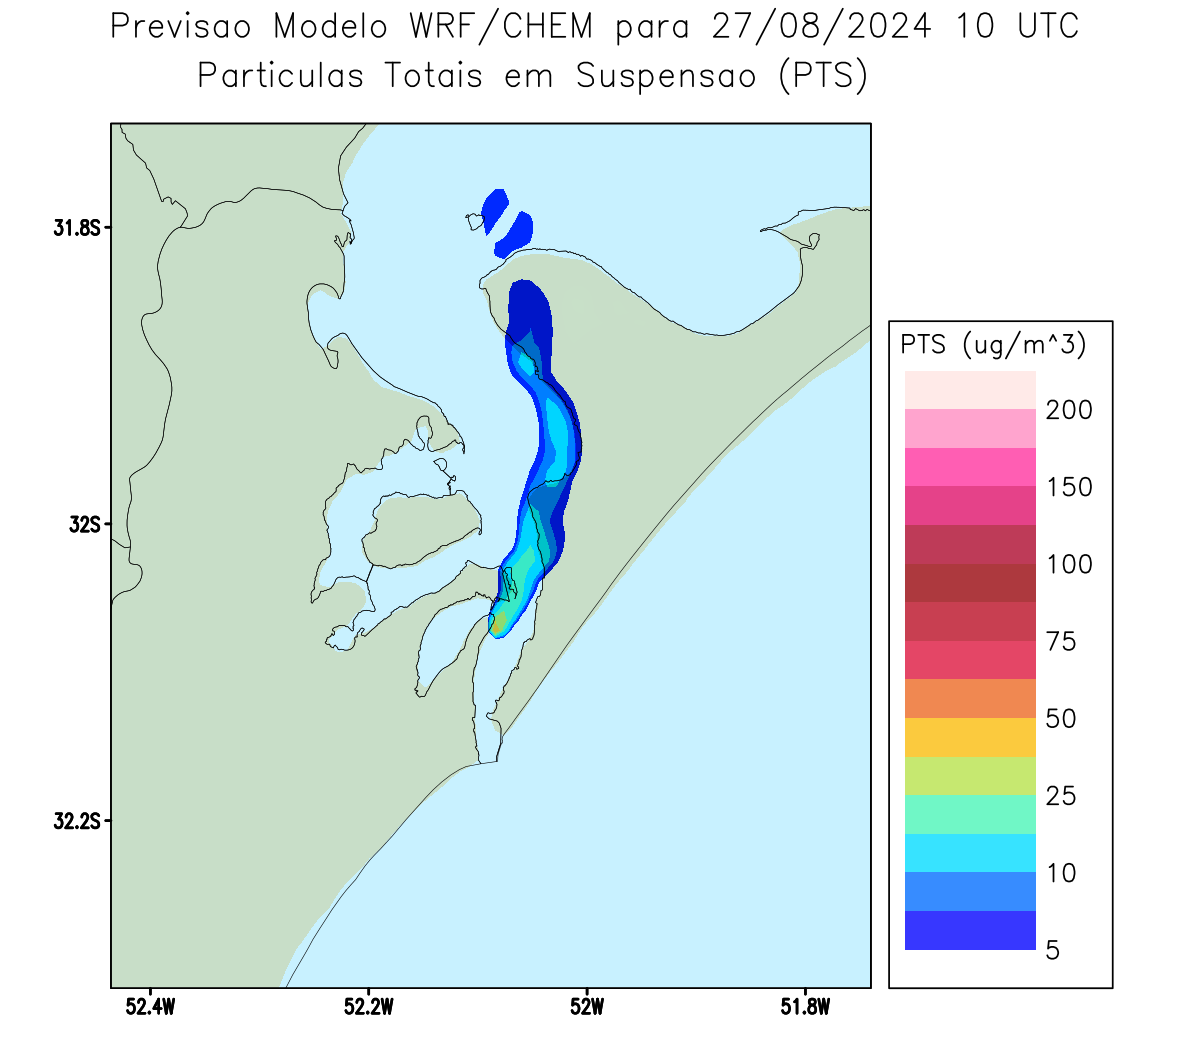 Previsao Modelo WRF/CHEM para 27/08/2024 10 UTC
Particulas Totais em Suspensao (PTS)
31.8S
32S
32.2S
52.4W
52.2W
52W
51.8W
PTS (ug/m^3)
200
150
100
75
50
25
10
5